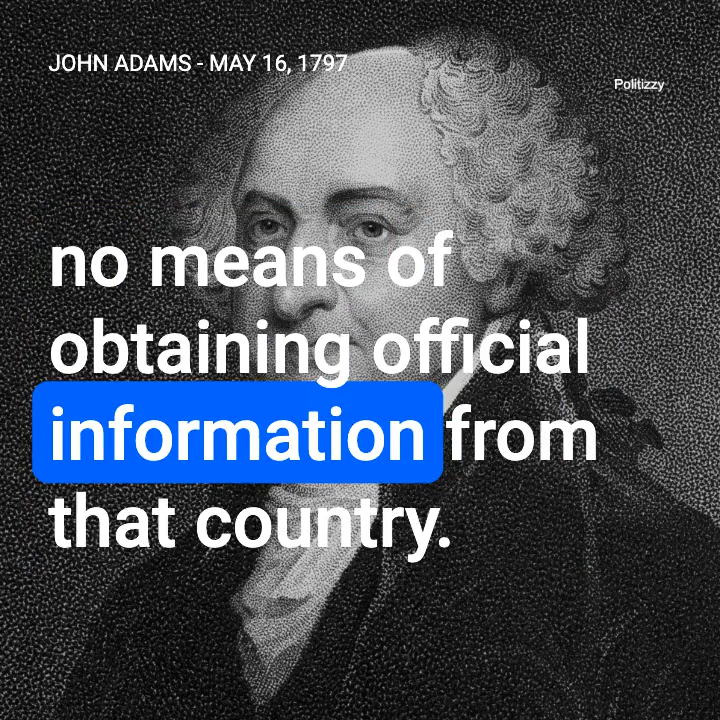 JOHN ADAMS - MAY 16, 1797
Politizzy
no means of
obtaining official
information from
that country.